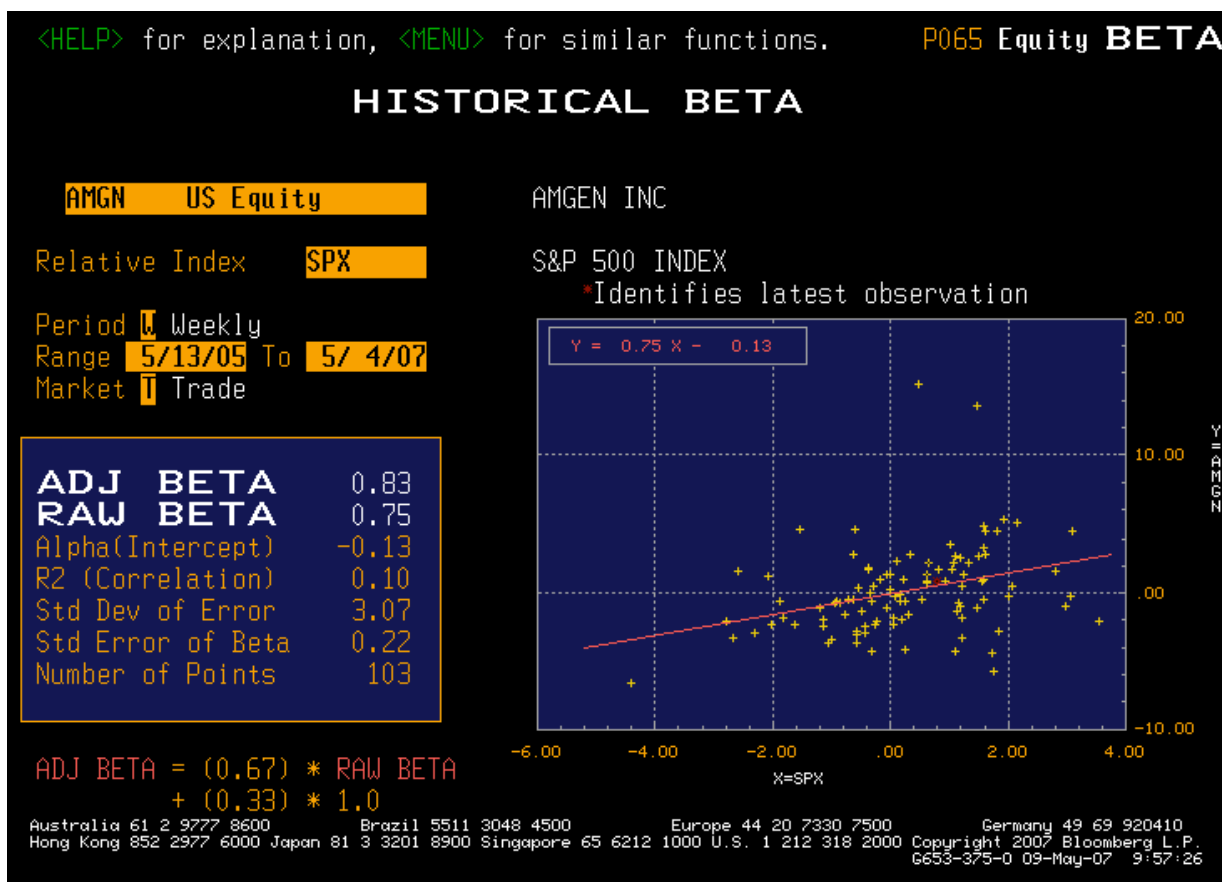 <HELP> for explanation, <MENU> for similar functions. P065 Equity BETA
HISTORICAL BETA
AMGN US Equity
AMGEN INC
Relative Index SPX
S&P 500 INDEX
*Identifies latest observation
Period W Weekly
Range 5/13/05 To 5/ 4/07
Market T Trade
Y = 0.75 X - 0.13
20.00
10.00
.00
-10.00
Y=AMGN
ADJ BETA 0.83
RAW BETA 0.75
Alpha(Intercept) -0.13
R2 (Correlation) 0.10
Std Dev of Error 3.07
Std Error of Beta 0.22
Number of Points 103
-6.00 -4.00 -2.00 .00 2.00 4.00
X=SPX
ADJ BETA = (0.67) * RAW BETA
+ (0.33) * 1.0
Australia 61 2 9777 8600 Brazil 5511 3048 4500 Europe 44 20 7330 7500 Germany 49 69 920410
Hong Kong 852 2977 6000 Japan 81 3 3201 8900 Singapore 65 6212 1000 U.S. 1 212 318 2000 Copyright 2007 Bloomberg L.P.
G653-375-0 09-May-07 9:57:26